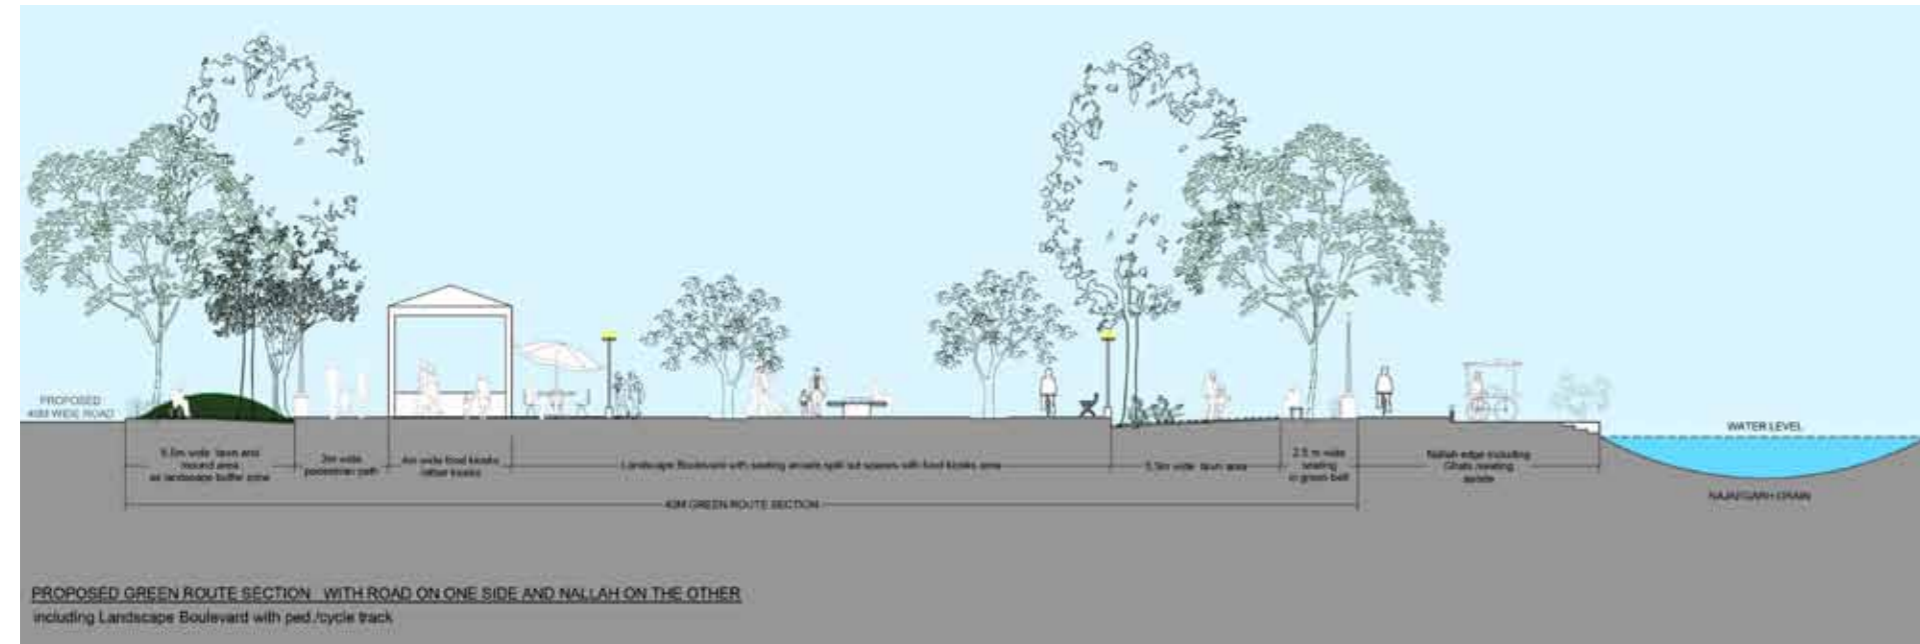 PROPOSED
40M WIDE ROAD
WATER LEVEL
5.5m wide lawn and
mound area
as landscape buffer zone
3m wide
pedestrian path
4m wide food kiosks
/ kiosks
Landscape Boulevard with seating spill out spaces with food kiosks area
5.5m wide lawn area
2.5 m wide
seating
in green belt
Nallah edge including
Ghats /seating
NAJAFGARH DRAIN
40M GREEN ROUTE SECTION
PROPOSED GREEN ROUTE SECTION WITH ROAD ON ONE SIDE AND NALLAH ON THE OTHER
including Landscape Boulevard with ped./cycle track